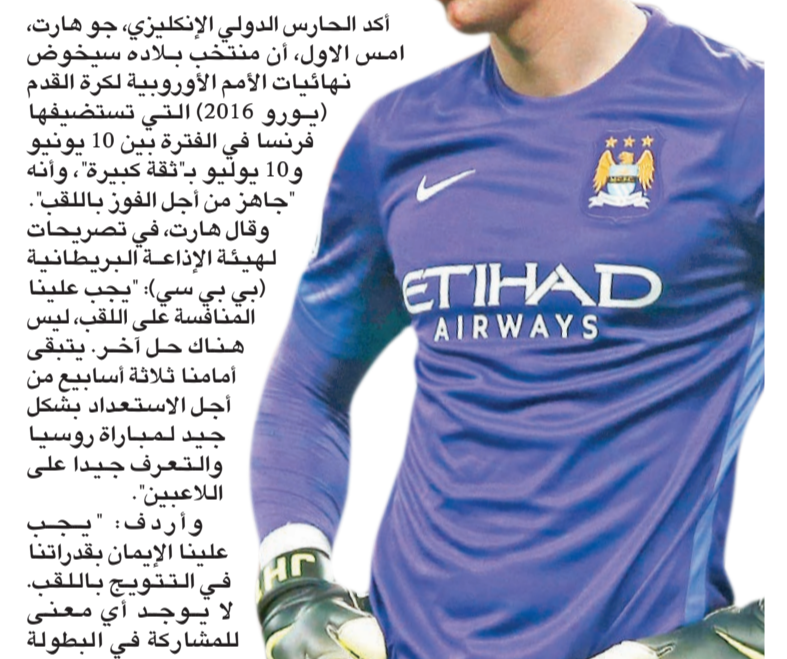 أكد الحارس الدولي الإنكليزي، جو هارت،
امس الاول، أن منتخب بلاده سيخوض
نهائيات الأمم الأوروبية لكرة القدم
(يورو 2016) التي تستضيفها
فرنسا في الفترة بين 10 يونيو
و10 يوليو بـ"ثقة كبيرة"، وأنه
"جاهز من أجل الفوز باللقب".
وقال هارت، في تصريحات
لهيئة الإذاعة البريطانية
(بي بي سي): "يجب علينا
المنافسة على اللقب، ليس
هناك حل آخر. يتبقى
أمامنا ثلاثة أسابيع من
أجل الاستعداد بشكل
جيد لمباراة روسيا
والتعرف جيدا على
اللاعبين".
وأردف: "يجب
علينا الإيمان بقدراتنا
في التتويج باللقب.
لا يوجد أي معنى
للمشاركة في البطولة
ETIHAD
AIRWAYS